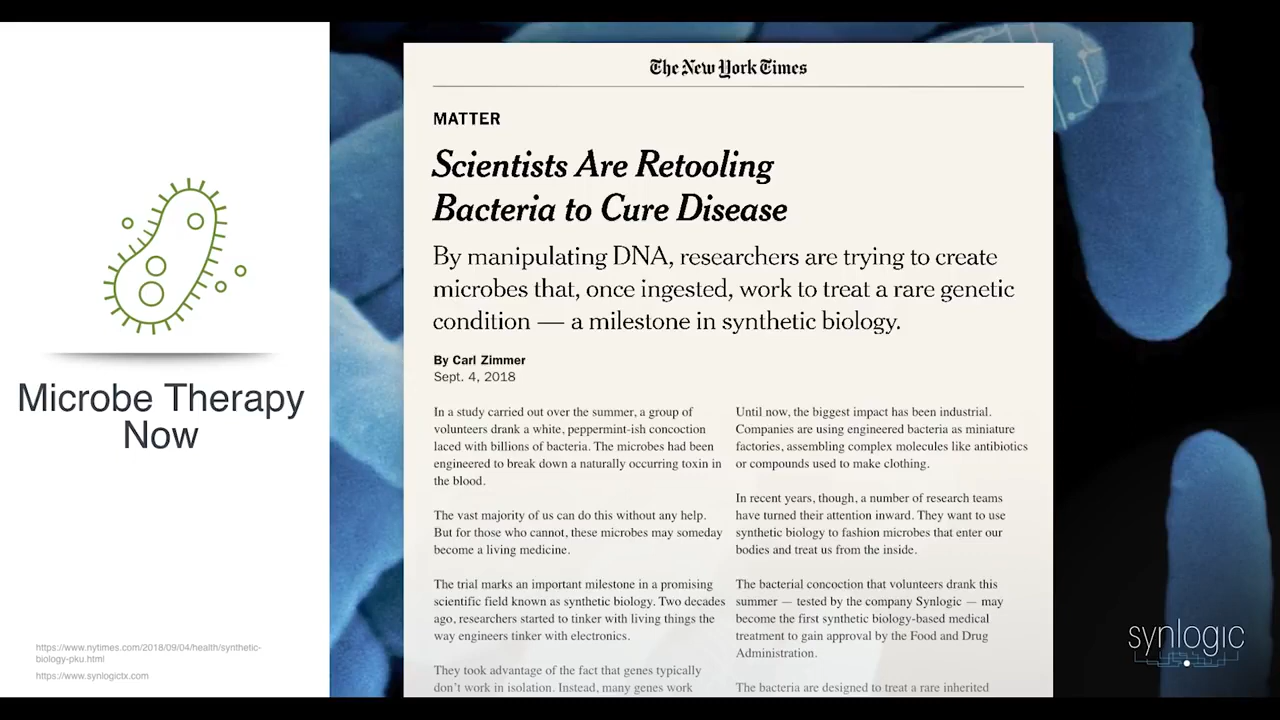 Microbe Therapy
Now
https://www.nytimes.com/2018/09/04/health/synthetic-
biology-pku.html
https://www.synlogictx.com
The New York Times
MATTER
Scientists Are Retooling
Bacteria to Cure Disease
By manipulating DNA, researchers are trying to create
microbes that, once ingested, work to treat a rare genetic
condition — a milestone in synthetic biology.
By Carl Zimmer
Sept. 4, 2018
In a study carried out over the summer, a group of
volunteers drank a white, peppermint-ish concoction
laced with billions of bacteria. The microbes had been
engineered to break down a naturally occurring toxin in
the blood.
The vast majority of us can do this without any help.
But for those who cannot, these microbes may someday
become a living medicine.
The trial marks an important milestone in a promising
scientific field known as synthetic biology. Two decades
ago, researchers started to tinker with living things the
way engineers tinker with electronics.
They took advantage of the fact that genes typically
don’t work in isolation. Instead, many genes work
Until now, the biggest impact has been industrial.
Companies are using engineered bacteria as miniature
factories, assembling complex molecules like antibiotics
or compounds used to make clothing.
In recent years, though, a number of research teams
have turned their attention inward. They want to use
synthetic biology to fashion microbes that enter our
bodies and treat us from the inside.
The bacterial concoction that volunteers drank this
summer — tested by the company Synlogic — may
become the first synthetic biology-based medical
treatment to gain approval by the Food and Drug
Administration.
The bacteria are designed to treat a rare inherited
synlogic